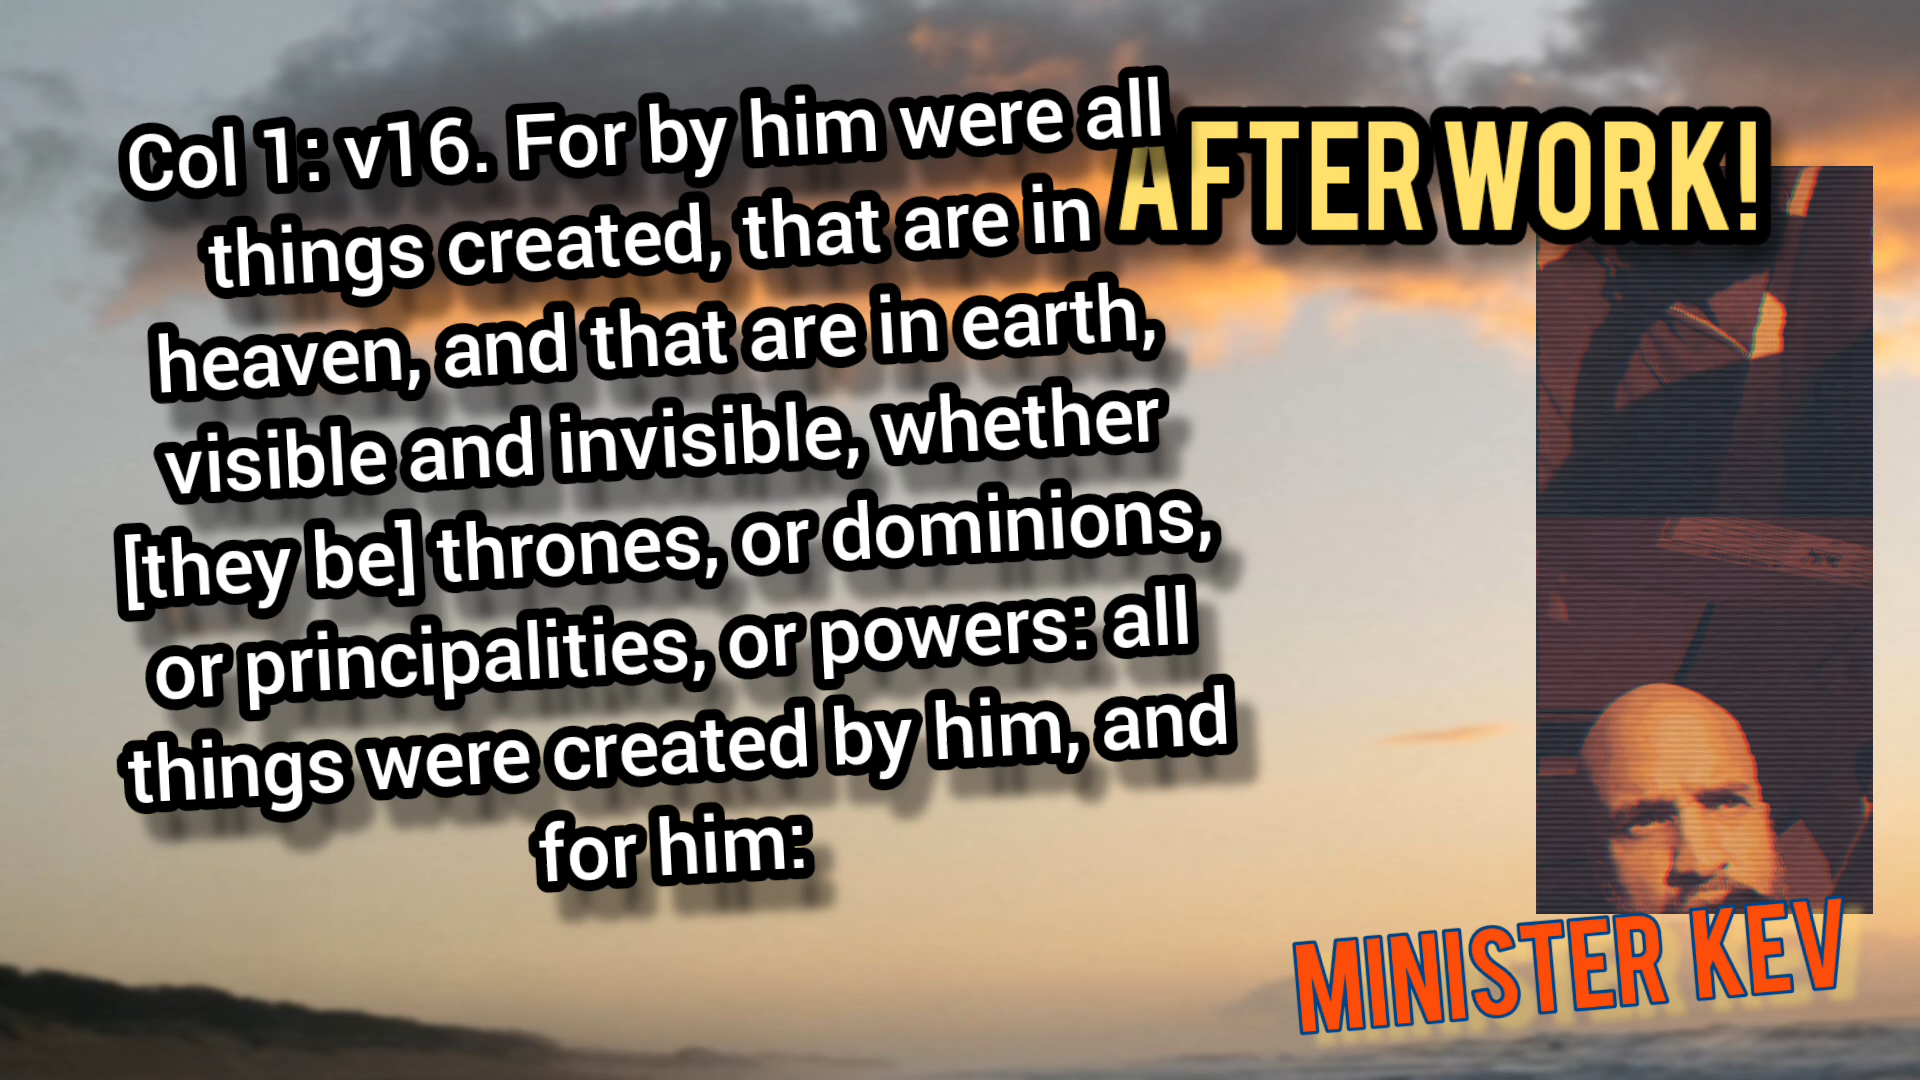 Col 1: v16. For by him were all
things created, that are in
heaven, and that are in earth,
visible and invisible, whether
[they be] thrones, or dominions,
or principalities, or powers: all
things were created by him, and
for him:
AFTER WORK!
MINISTER KEV